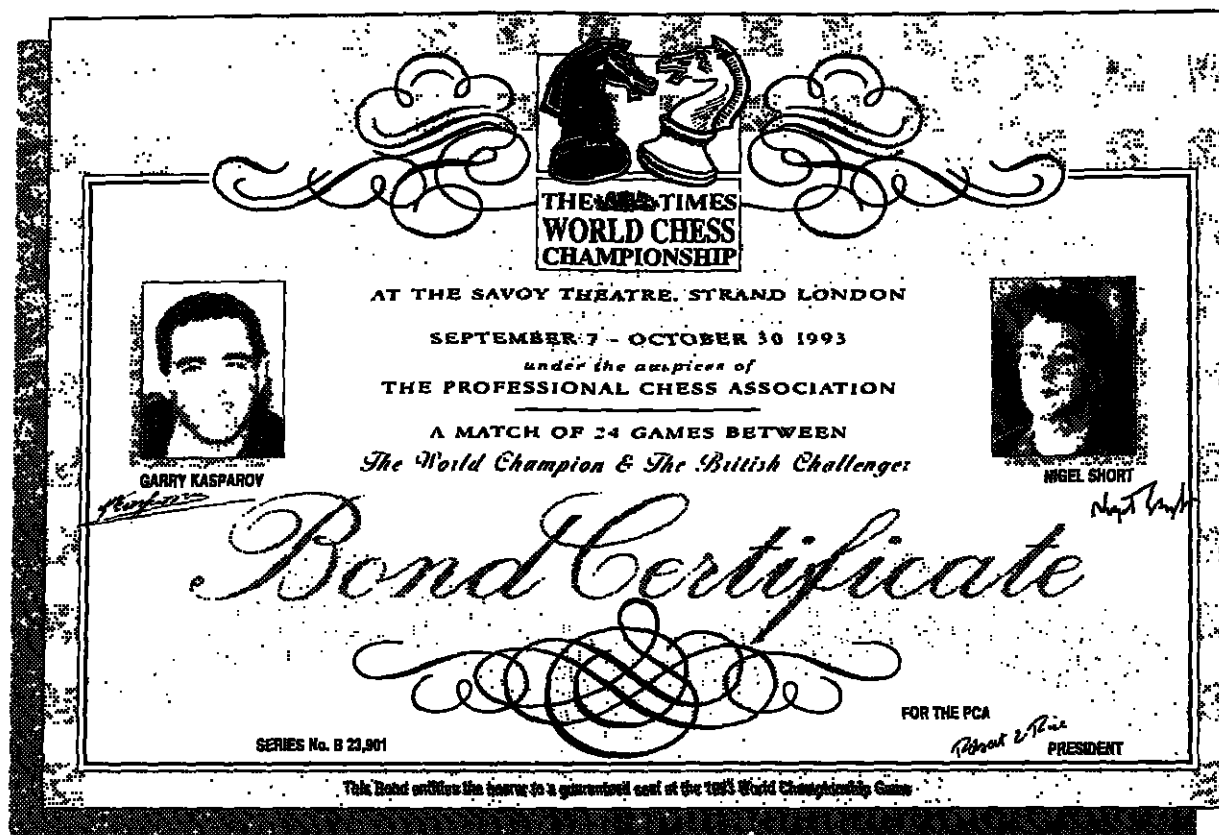 THE TIMES
WORLD CHESS
CHAMPIONSHIP
AT THE SAVOY THEATRE, STRAND LONDON
SEPTEMBER 7 - OCTOBER 30 1993
under the auspices of
THE PROFESSIONAL CHESS ASSOCIATION
A MATCH OF 24 GAMES BETWEEN
The World Champion & The British Challenger
GARRY KASPAROV
NIGEL SHORT
Bond Certificate
FOR THE PCA
SERIES No. B 23,901
PRESIDENT
This Bond entitles the bearer to a guaranteed seat at the 1993 World Championship Game